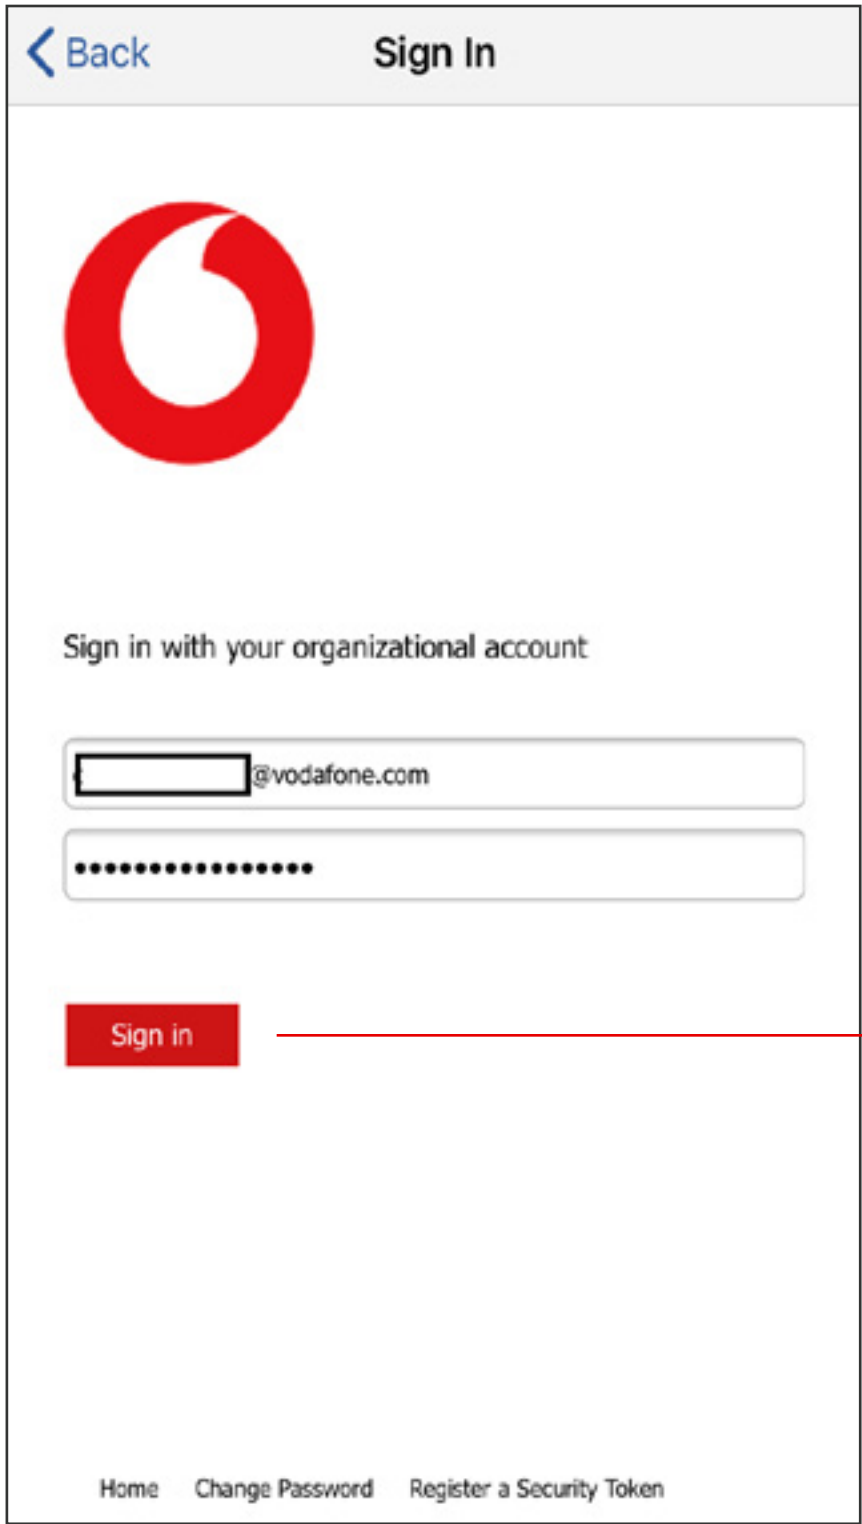 Back
Sign In
Sign in with your organizational account
@vodafone.com
••••••••••••••••
Sign in
Home Change Password Register a Security Token